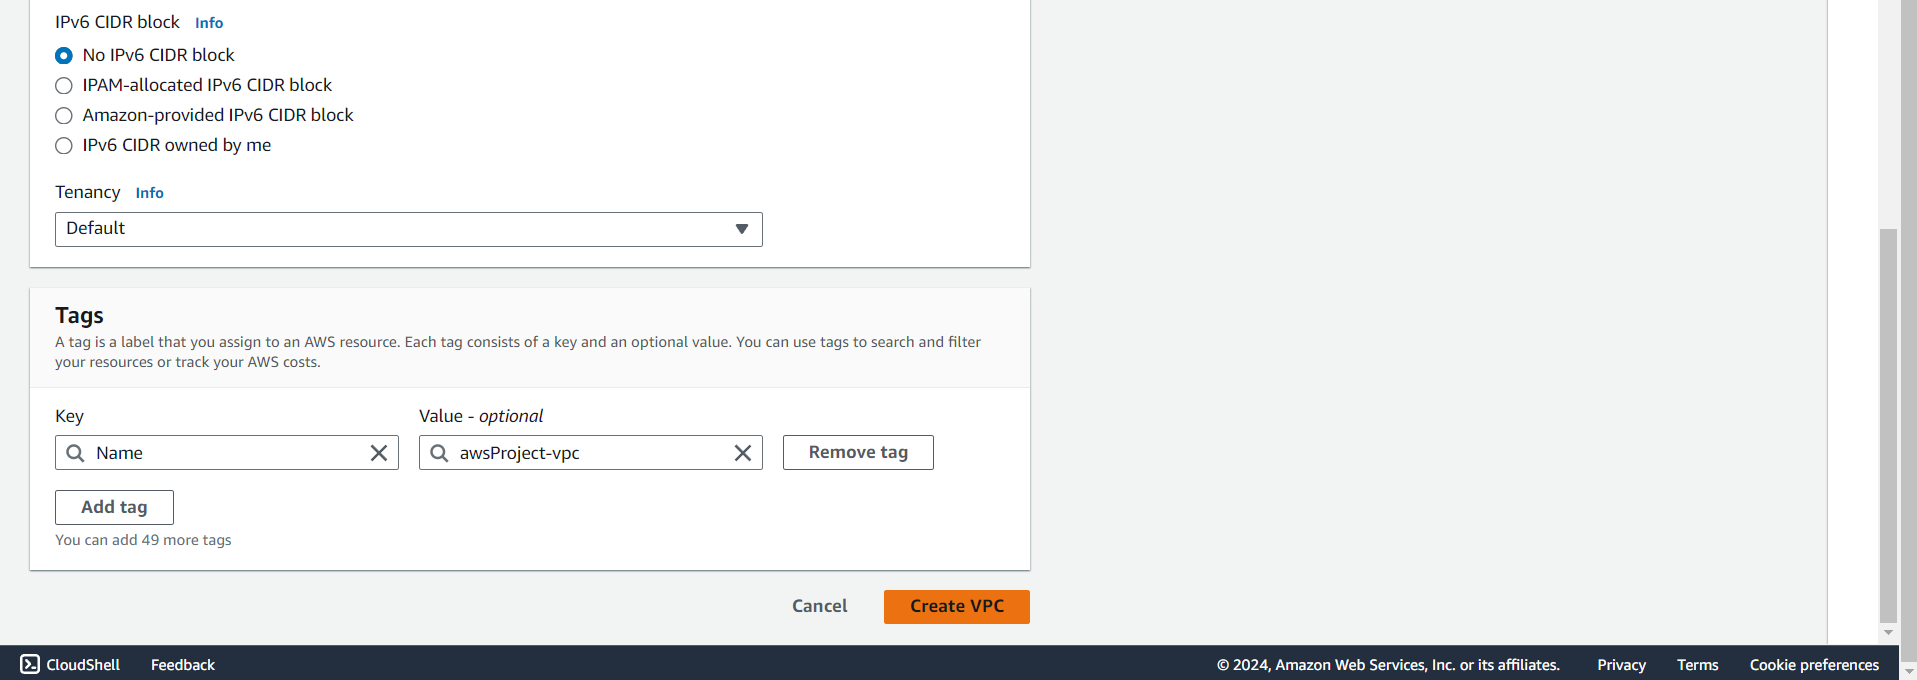 IPv6 CIDR block Info
No IPv6 CIDR block
IPAM-allocated IPv6 CIDR block
Amazon-provided IPv6 CIDR block
IPv6 CIDR owned by me
Tenancy Info
Default
Tags
A tag is a label that you assign to an AWS resource. Each tag consists of a key and an optional value. You can use tags to search and filter
your resources or track your AWS costs.
Key Value - optional
Name awsProject-vpc Remove tag
Add tag
You can add 49 more tags
Cancel Create VPC
CloudShell Feedback © 2024, Amazon Web Services, Inc. or its affiliates. Privacy Terms Cookie preferences